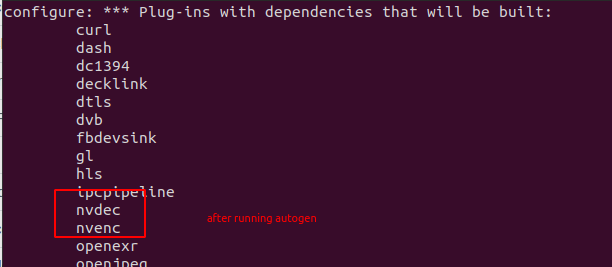 configure: *** Plug-ins with dependencies that will be built:
curl
dash
dc1394
decklink
dtls
dvb
fbdevsink
gl
hls
ipcpipeline
nvdec
after running autogen
nvenc
openexr
openjpeg